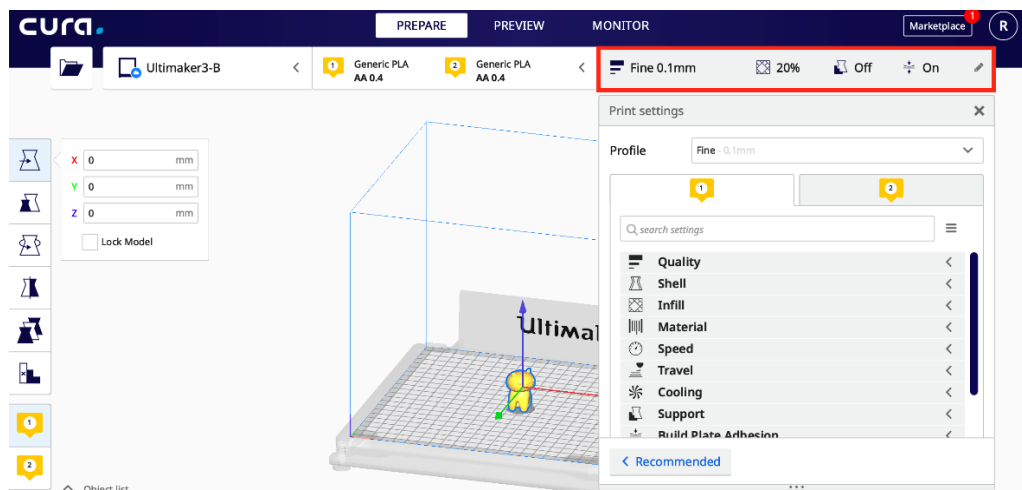 cura.
PREPARE PREVIEW MONITOR
Marketplace 1 R
Ultimaker3-B
1 Generic PLA
AA 0.4
2 Generic PLA
AA 0.4
Fine 0.1mm 20% Off On
Print settings
Profile Fine - 0.1mm
1 2
search settings
Quality
Shell
Infill
Material
Speed
Travel
Cooling
Support
Build Plate Adhesion
Recommended
X 0 mm
Y 0 mm
Z 0 mm
Lock Model
Ultimak
1
2
Object list